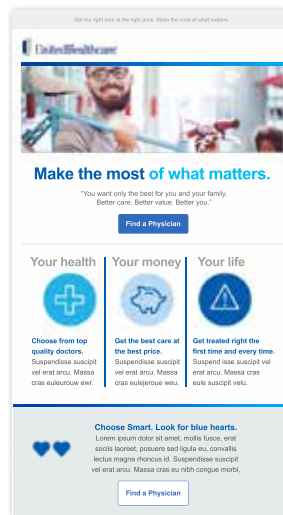 Get the right care at the right price. Make the most of what matters.
UnitedHealthcare
Make the most of what matters.
"You want only the best for you and your family.
Better care. Better value. Better you."
Find a Physician
Your health
Your money
Your life
Choose from top
quality doctors.
Suspendisse suscipit
vel erat arcu. Massa
cras euleurouw ewr.
Get the best care at
the best price.
Suspendisse suscipit
vel erat arcu. Massa
cras eulejeroue weu.
Get treated right the
first time and every time.
Suspend isse suscipit vel
erat arcu. Massa cras
eule suscipit velu.
Choose Smart. Look for blue hearts.
Lorem ipsum dolor sit amet, mollis fusce, erat
sociis laoreet, posuere sed ligula eu, convallis
lectus magna rhoncus id. Suspendisse suscipit
vel erat arcu. Massa cras eu nibh congue morbi,
Find a Physician